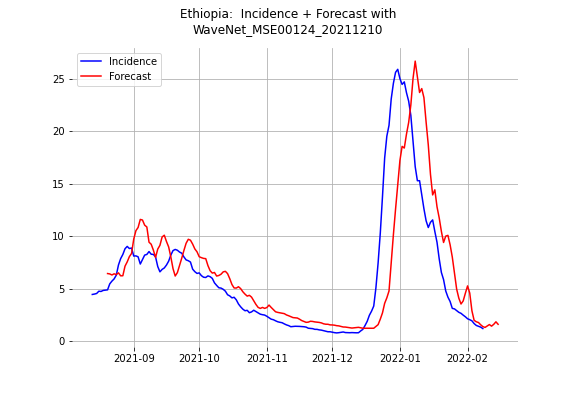 Ethiopia:  Incidence + Forecast with
WaveNet_MSE00124_20211210
Incidence
Forecast
25
20
15
10
5
0
2021-09 2021-10 2021-11 2021-12 2022-01 2022-02